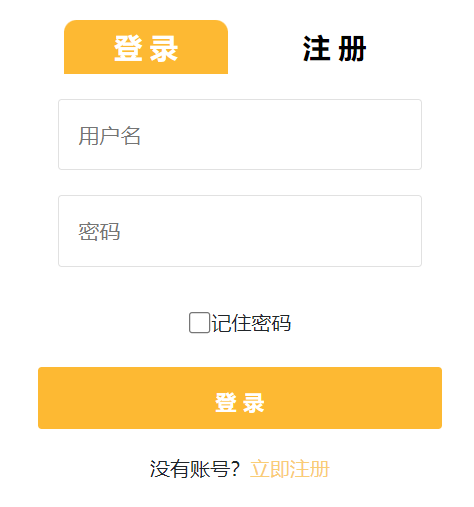 登 录 注 册
用户名
密码
记住密码
登 录
没有账号？立即注册